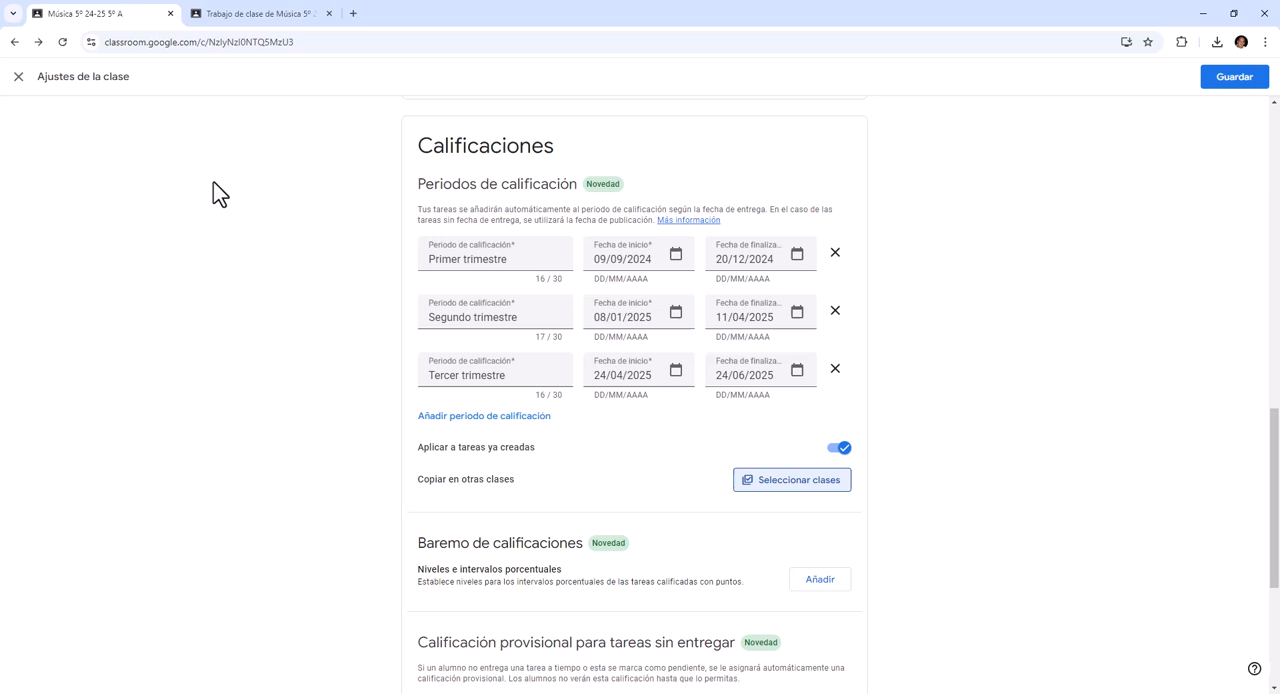 Música 5º 24-25 5º A
Trabajo de clase de Música 5º
classroom.google.com/c/NzIyNzI0NTQ5MzU3
Ajustes de la clase
Guardar
Calificaciones
Periodos de calificación Novedad
Tus tareas se añadirán automáticamente al periodo de calificación según la fecha de entrega. En el caso de las
tareas sin fecha de entrega, se utilizará la fecha de publicación. Más información
Periodo de calificación* Fecha de inicio* Fecha de finaliza...
Primer trimestre 09/09/2024 20/12/2024
16 / 30 DD/MM/AAAA DD/MM/AAAA
Periodo de calificación* Fecha de inicio* Fecha de finaliza...
Segundo trimestre 08/01/2025 11/04/2025
17 / 30 DD/MM/AAAA DD/MM/AAAA
Periodo de calificación* Fecha de inicio* Fecha de finaliza...
Tercer trimestre 24/04/2025 24/06/2025
16 / 30 DD/MM/AAAA DD/MM/AAAA
Añadir periodo de calificación
Aplicar a tareas ya creadas
Copiar en otras clases Seleccionar clases
Baremo de calificaciones Novedad
Niveles e intervalos porcentuales
Establece niveles para los intervalos porcentuales de las tareas calificadas con puntos.
Añadir
Calificación provisional para tareas sin entregar Novedad
Si un alumno no entrega una tarea a tiempo o esta se marca como pendiente, se le asignará automáticamente una
calificación provisional. Los alumnos no verán esta calificación hasta que lo permitas.